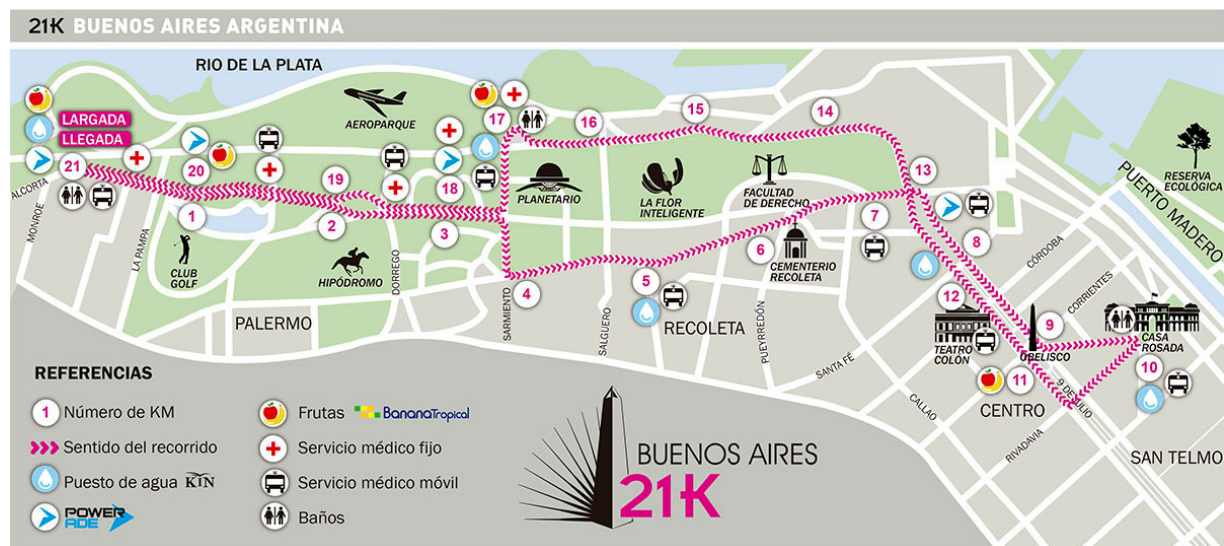 21K BUENOS AIRES ARGENTINA
RIO DE LA PLATA
AEROPARQUE
LARGADA
LLEGADA
21
20
19
18
17
16
15
14
13
ALCORTA
MONROE
LA PAMPA
1
2
3
4
5
6
7
8
9
10
11
12
CLUB
GOLF
HIPÓDROMO
DORREGO
SARMIENTO
PLANETARIO
LA FLOR
INTELIGENTE
FACULTAD
DE DERECHO
CEMENTERIO
RECOLETA
RESERVA
ECOLÓGICA
PUERTO MADERO
PALERMO
RECOLETA
SALGUERO
PUEYRREDÓN
SANTA FÉ
CALLAO
CÓRDOBA
CORRIENTES
TEATRO
COLÓN
OBELISCO
CASA
ROSADA
9 DE JULIO
CENTRO
RIVADAVIA
SAN TELMO
REFERENCIAS
1 Número de KM
Sentido del recorrido
Puesto de agua KIN
POWER
ADE
Frutas BananaTropical
Servicio médico fijo
Servicio médico móvil
Baños
BUENOS AIRES
21K